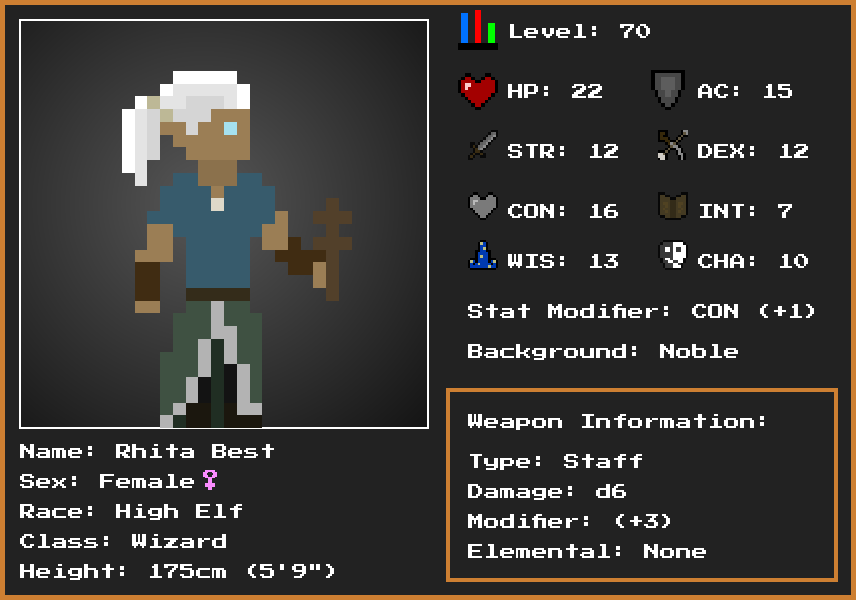 Level: 70
HP: 22
AC: 15
STR: 12
DEX: 12
CON: 16
INT: 7
WIS: 13
CHA: 10
Stat Modifier: CON (+1)
Background: Noble
Weapon Information:
Type: Staff
Damage: d6
Modifier: (+3)
Elemental: None
Name: Rhita Best
Sex: Female♀
Race: High Elf
Class: Wizard
Height: 175cm (5'9")